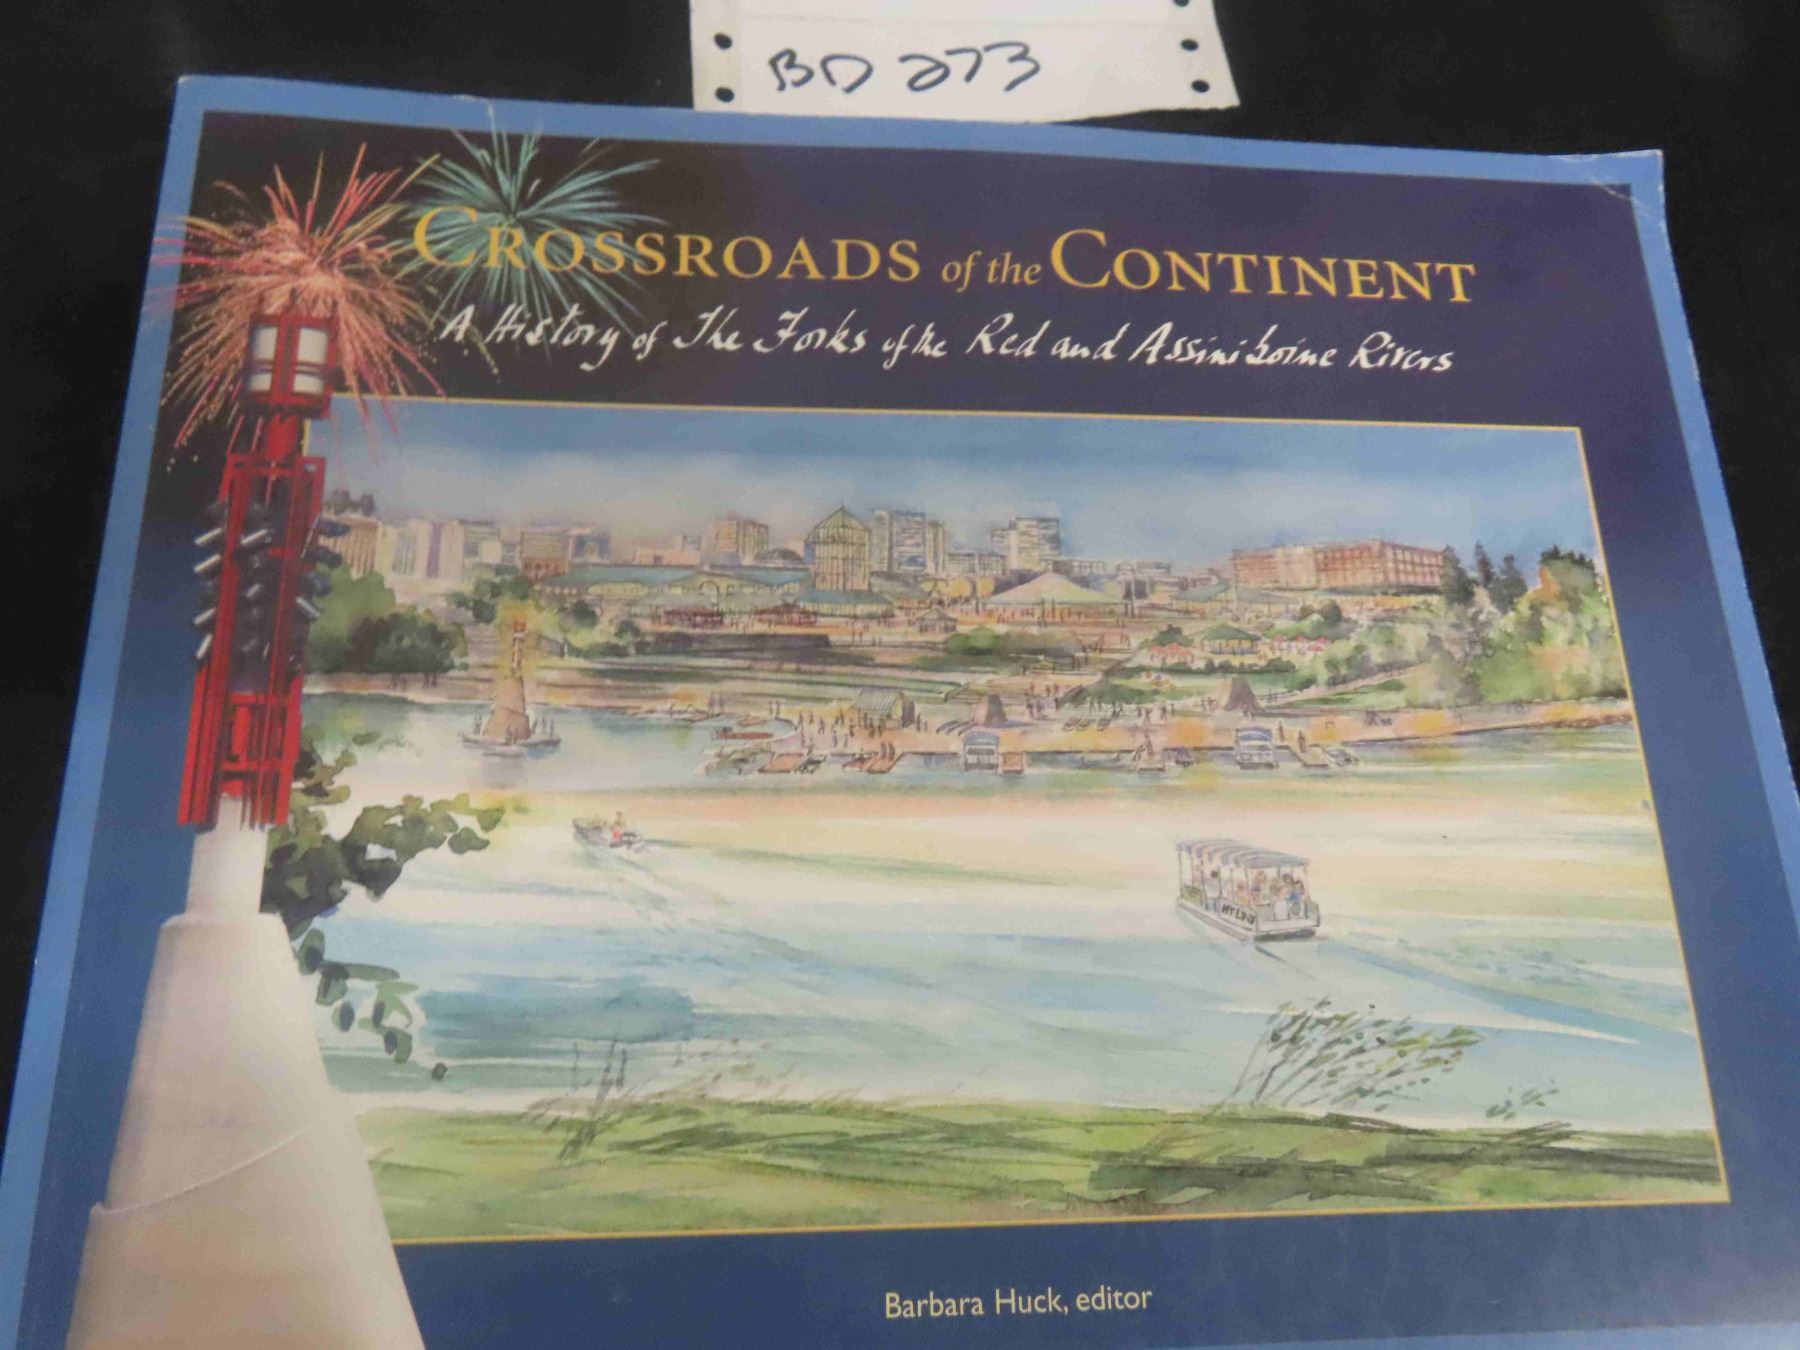 BD 273
CROSSROADS of the CONTINENT
A History of The Forks of the Red and Assiniboine Rivers
HYLINE
Barbara Huck, editor